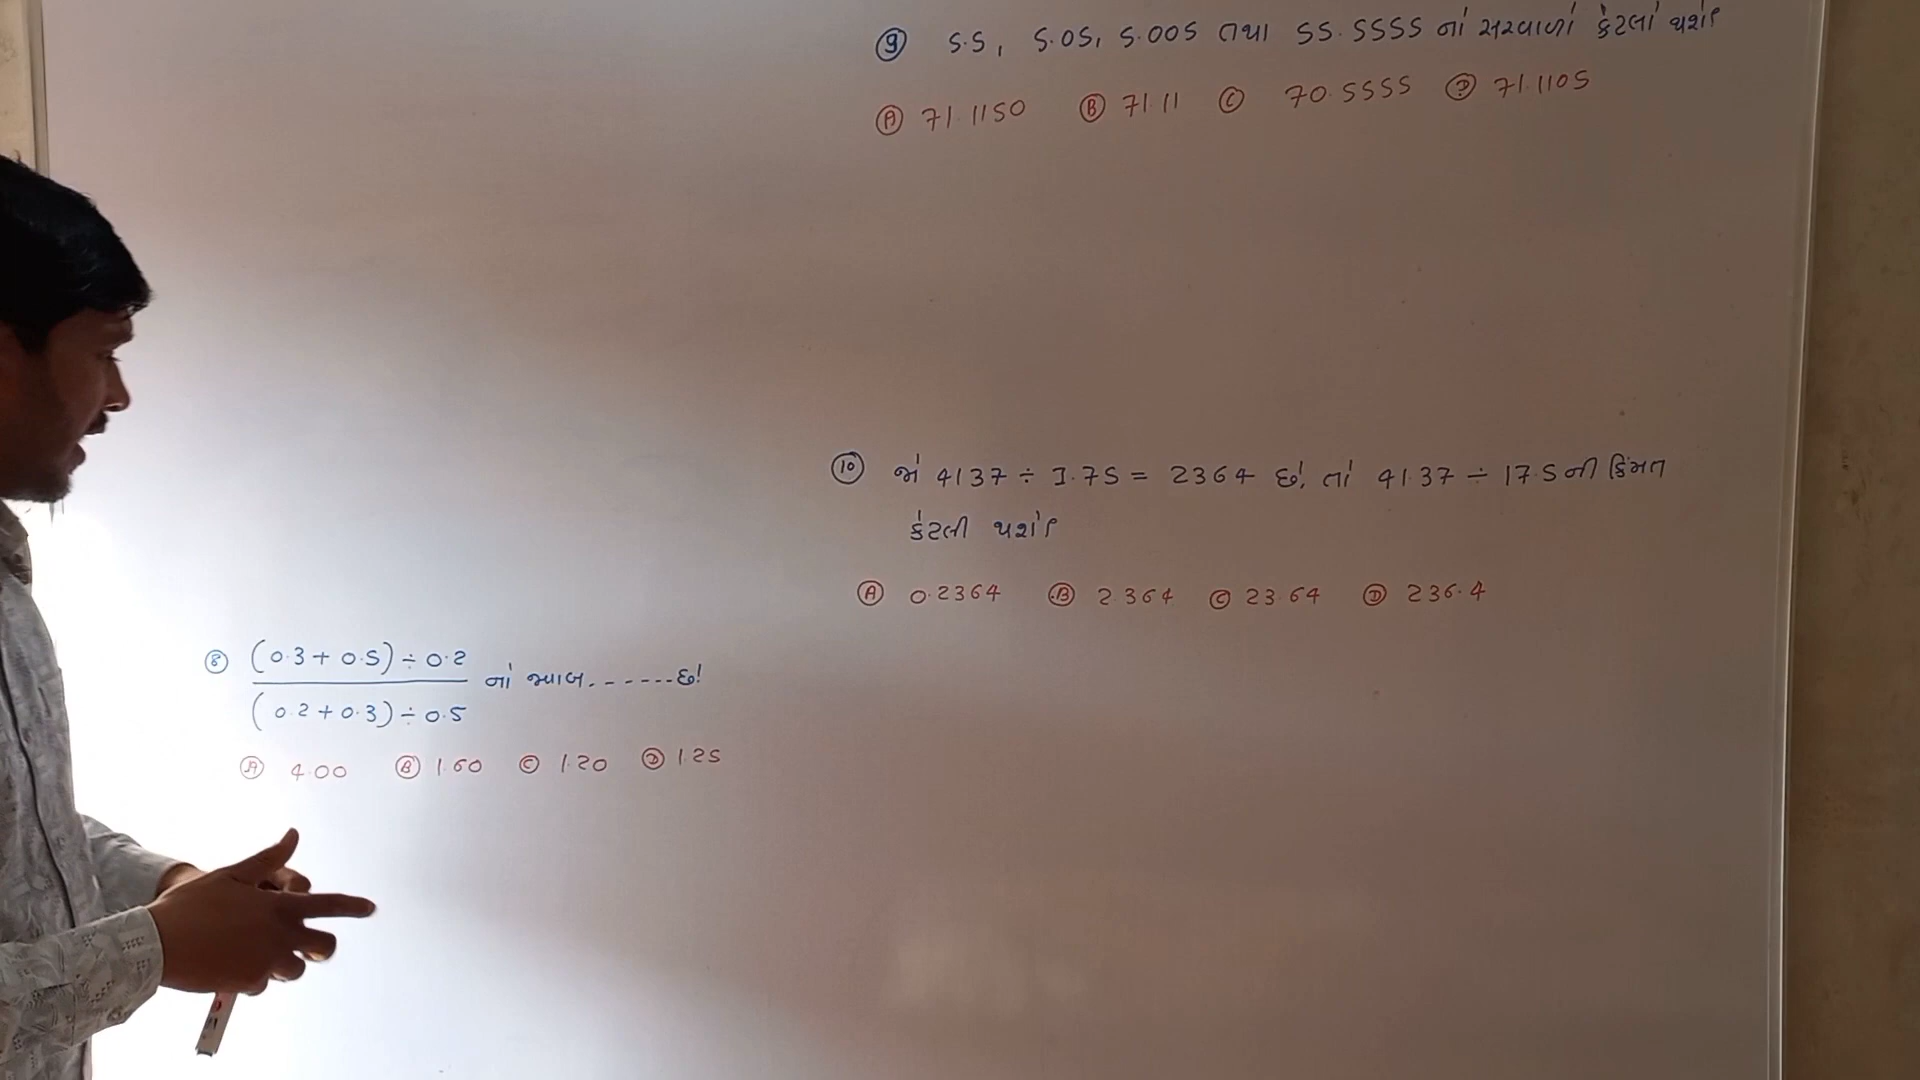 ⑨ 5.5, 5.05, 5.005 તથા 55.5555 નો સરવાળો કેટલો થશે?
Ⓐ 71.1150 Ⓑ 71.11 Ⓒ 70.5555 Ⓓ 71.1105
⑩ જો 4137 ÷ 1.75 = 2364 છે, તો 41.37 ÷ 17.5 ની કિંમત
કેટલી થશે?
Ⓐ 0.2364 Ⓑ 2.364 Ⓒ 23.64 Ⓓ 236.4
⑧ (0.3 + 0.5) ÷ 0.2
(0.2 + 0.3) ÷ 0.5
નો જવાબ ------ છે!
Ⓐ 4.00 Ⓑ 1.60 Ⓒ 1.20 Ⓓ 1.25